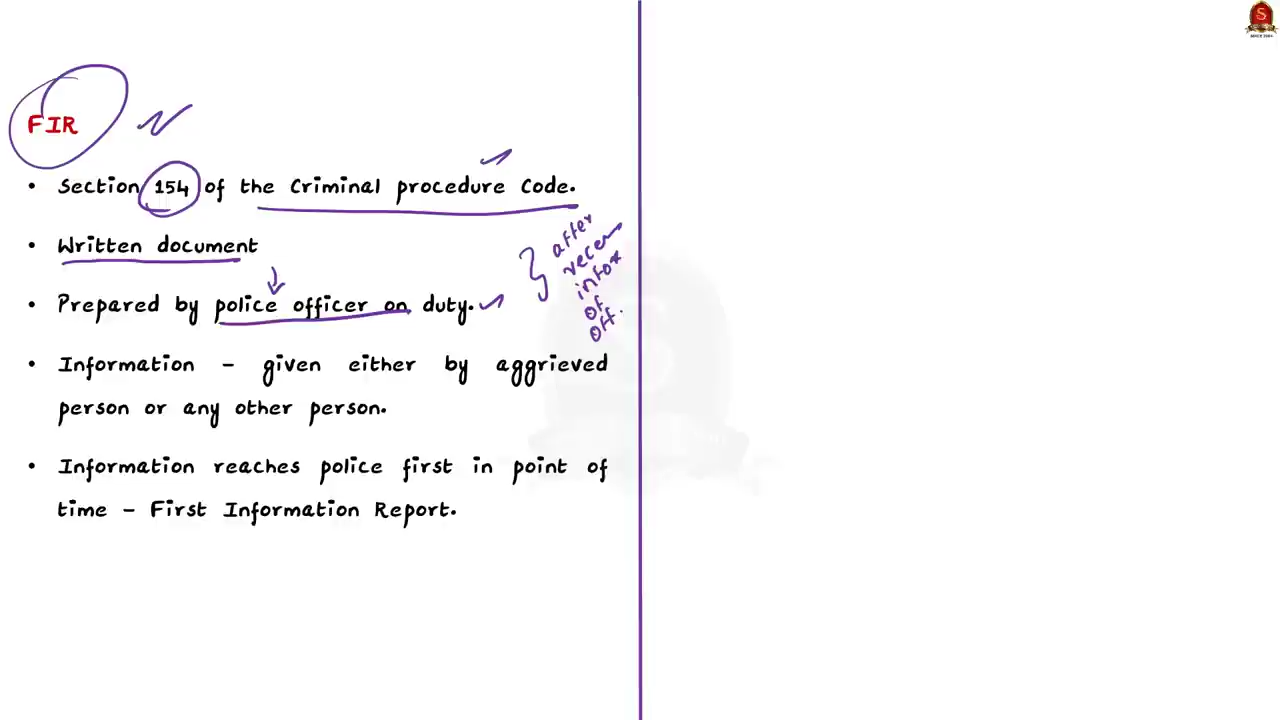 FIR
• Section 154 of the Criminal procedure Code.
• Written document
• Prepared by police officer on duty.
after
infor
of
off.
• Information - given either by aggrieved
person or any other person.
• Information reaches police first in point of
time - First Information Report.
S